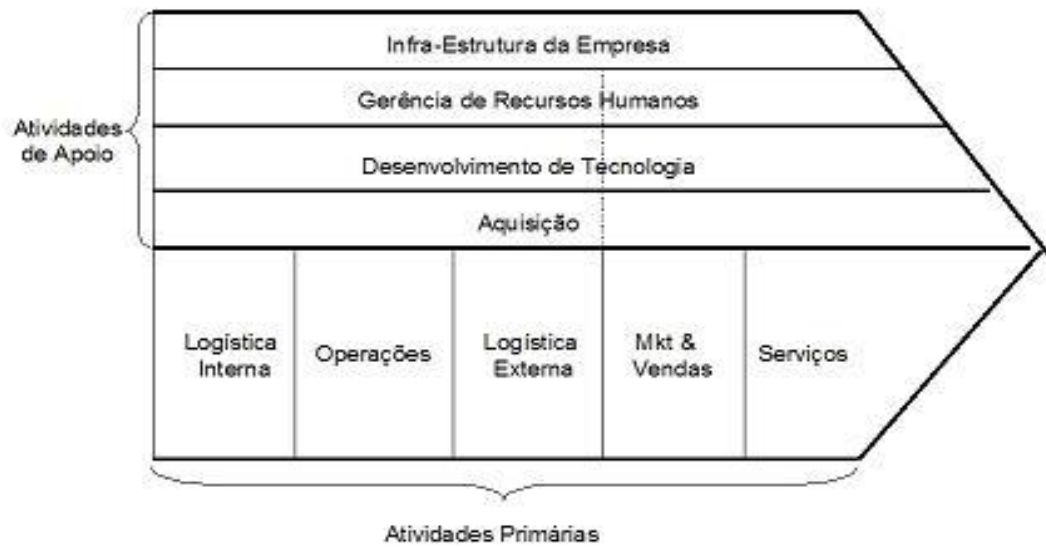 Infra-Estrutura da Empresa
Gerência de Recursos Humanos
Atividades
de Apoio
Desenvolvimento de Tecnologia
Aquisição
Logística
Interna
Operações
Logística
Externa
Mkt &
Vendas
Serviços
Atividades Primárias